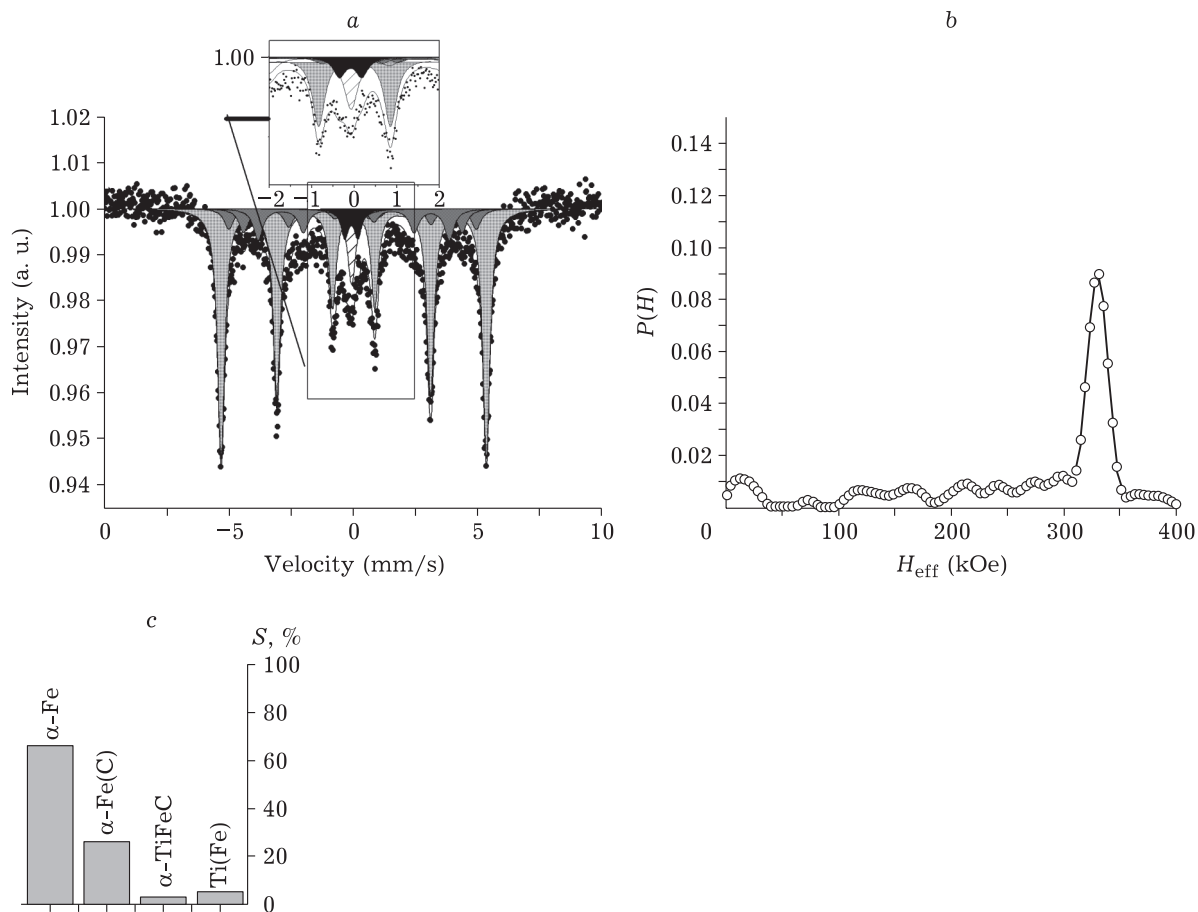 a
1.00
−2 −1 0 1 2
1.02
1.01
1.00
0.99
0.98
0.97
0.96
0.95
0.94
Intensity (a. u.)
0 −5 0 5 10
Velocity (mm/s)
b
0.14
0.12
0.10
0.08
0.06
0.04
0.02
P(H)
0 100 200 300 400
Heff (kOe)
c
S, %
100
80
60
40
20
0
α-Fe
α-Fe(C)
α-TiFeC
Ti(Fe)